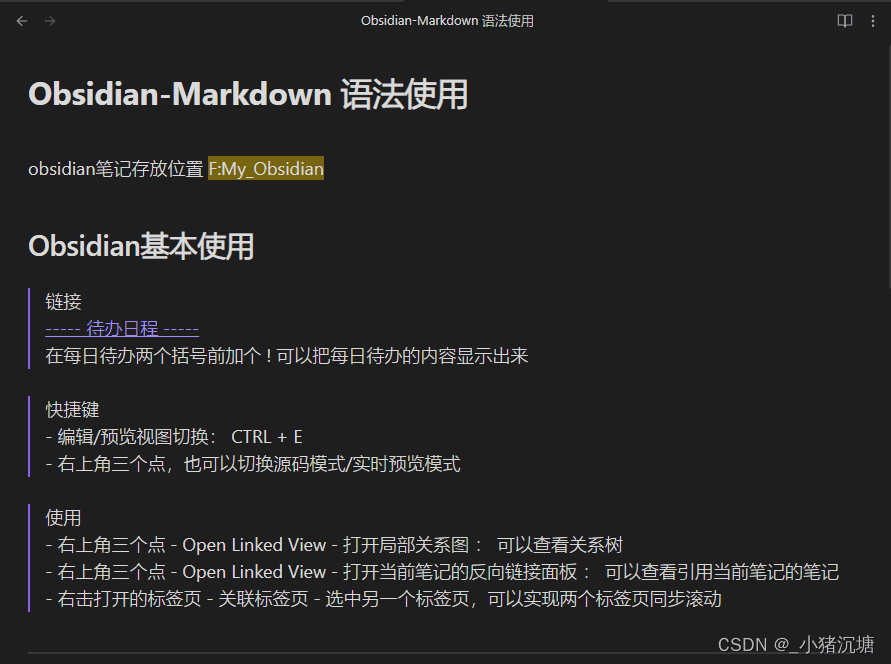 Obsidian-Markdown 语法使用
Obsidian-Markdown 语法使用
obsidian笔记存放位置 F:My_Obsidian
Obsidian基本使用
链接
----- 待办日程 -----
在每日待办两个括号前加个 ! 可以把每日待办的内容显示出来
快捷键
- 编辑/预览视图切换： CTRL + E
- 右上角三个点，也可以切换源码模式/实时预览模式
使用
- 右上角三个点 - Open Linked View - 打开局部关系图 ： 可以查看关系树
- 右上角三个点 - Open Linked View - 打开当前笔记的反向链接面板 ： 可以查看引用当前笔记的笔记
- 右击打开的标签页 - 关联标签页 - 选中另一个标签页，可以实现两个标签页同步滚动
CSDN @_小猪沉塘